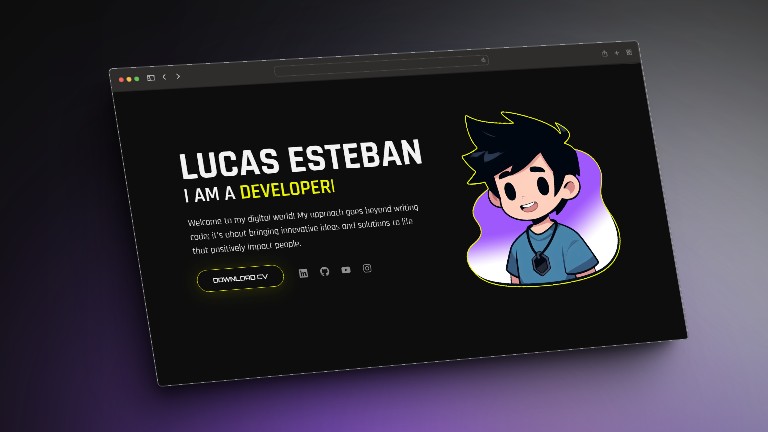 LUCAS ESTEBAN
I AM A DEVELOPER!
Welcome to my digital world! My approach goes beyond writing
code; it's about bringing innovative ideas and solutions to life
that positively impact people.
DOWNLOAD CV